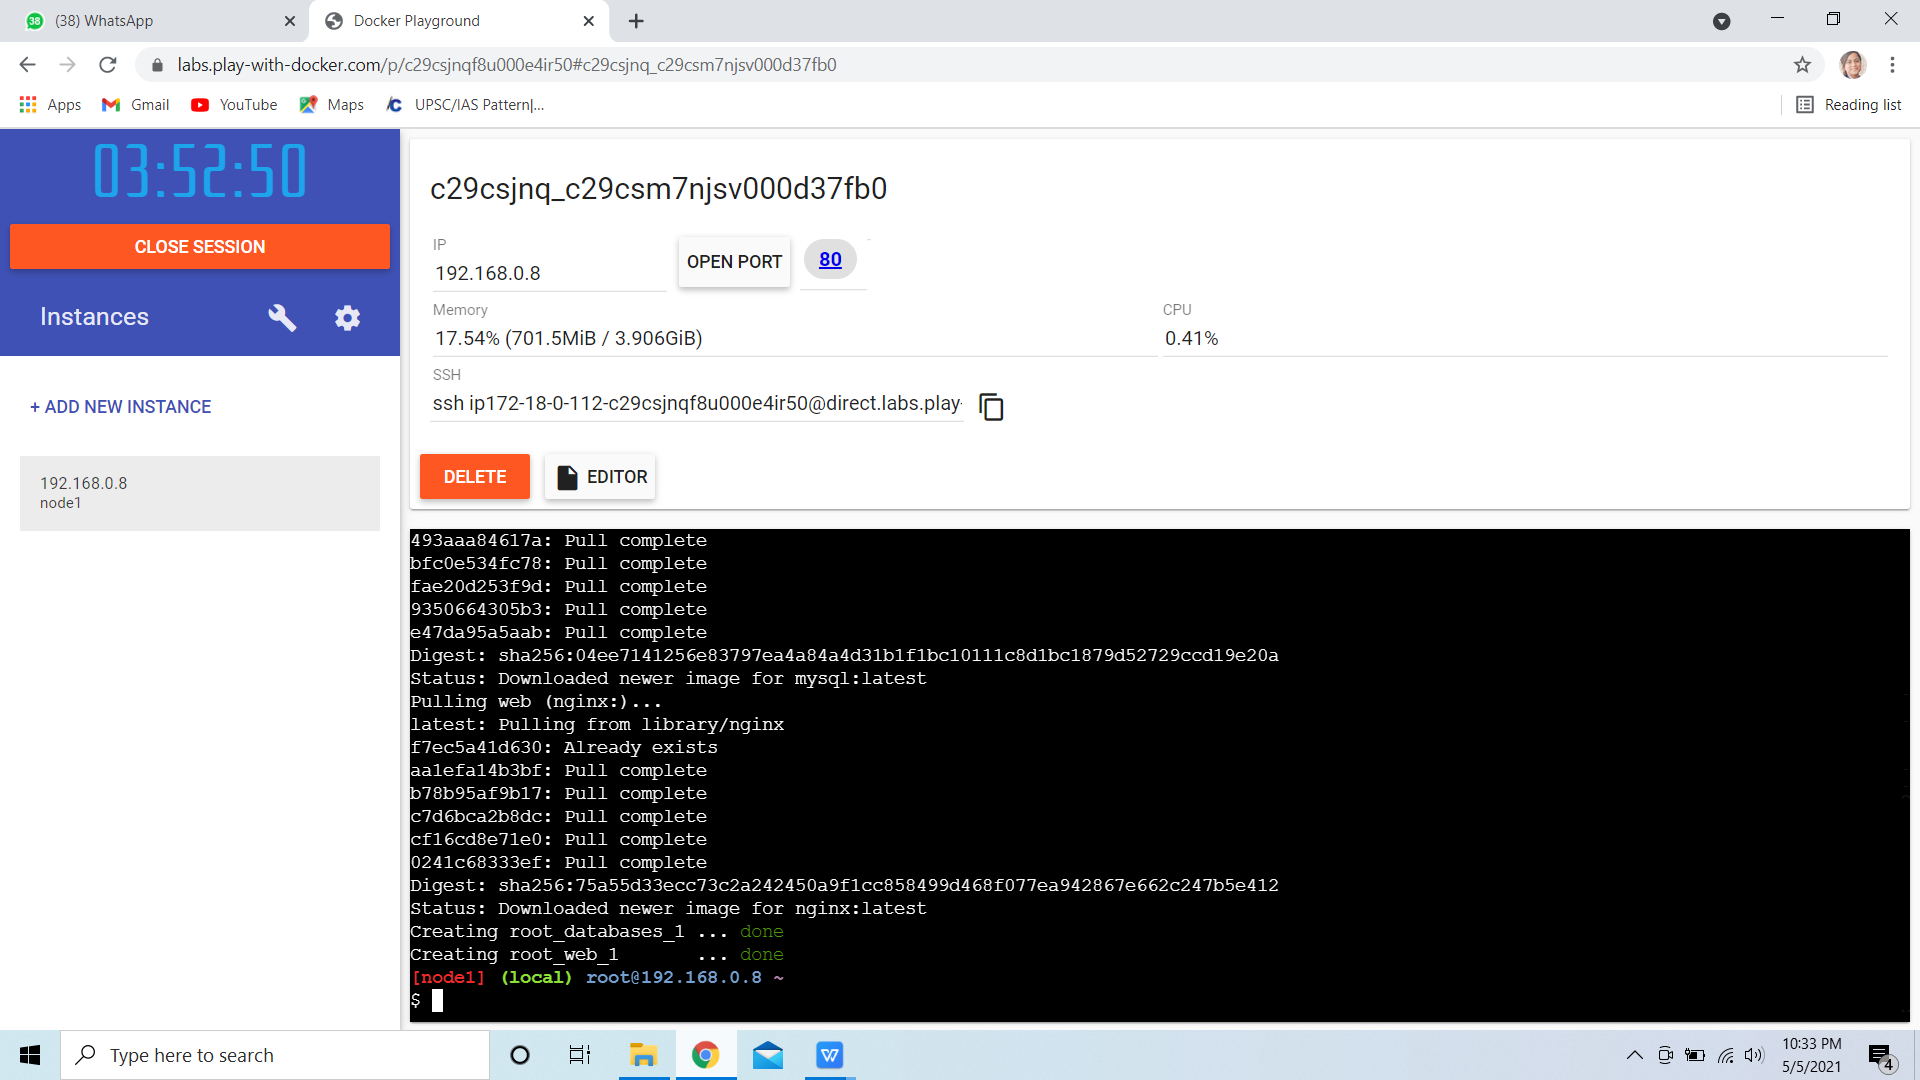 38
(38) WhatsApp
Docker Playground
labs.play-with-docker.com/p/c29csjnqf8u000e4ir50#c29csjnq_c29csm7njsv000d37fb0
Apps
Gmail
YouTube
Maps
UPSC/IAS Pattern|...
Reading list
03:52:50
CLOSE SESSION
Instances
+ ADD NEW INSTANCE
192.168.0.8
node1
c29csjnq_c29csm7njsv000d37fb0
IP
192.168.0.8
OPEN PORT
80
Memory
17.54% (701.5MiB / 3.906GiB)
CPU
0.41%
SSH
ssh ip172-18-0-112-c29csjnqf8u000e4ir50@direct.labs.play-
DELETE
EDITOR
493aaa84617a: Pull complete
bfc0e534fc78: Pull complete
fae20d253f9d: Pull complete
9350664305b3: Pull complete
e47da95a5aab: Pull complete
Digest: sha256:04ee7141256e83797ea4a84a4d31b1f1bc10111c8d1bc1879d52729ccd19e20a
Status: Downloaded newer image for mysql:latest
Pulling web (nginx:)...
latest: Pulling from library/nginx
f7ec5a41d630: Already exists
aa1efa14b3bf: Pull complete
b78b95af9b17: Pull complete
c7d6bca2b8dc: Pull complete
cf16cd8e71e0: Pull complete
0241c68333ef: Pull complete
Digest: sha256:75a55d33ecc73c2a242450a9f1cc858499d468f077ea942867e662c247b5e412
Status: Downloaded newer image for nginx:latest
Creating root_databases_1 ... done
Creating root_web_1       ... done
[node1] (local) root@192.168.0.8 ~
$
Type here to search
10:33 PM
5/5/2021
4